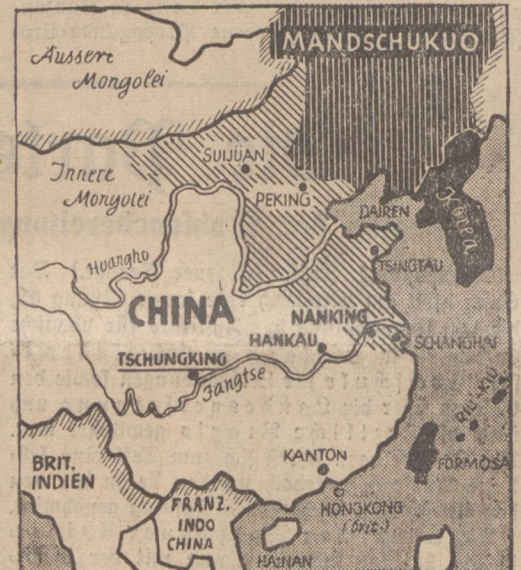 MANDSCHUKUO
Äussere
Mongolei
SUIJÜAN
Innere
Mongolei
PEKING
Korea
DAIREN
Huangho
TSINGTAU
CHINA
NANKING
HANKAU
SCHANGHAI
TSCHUNGKING
Jangtse
RIU-KIU
KANTON
FORMOSA
BRIT.
INDIEN
FRANZ.
INDO
CHINA
HONGKONG
(brit.)
HAINAN